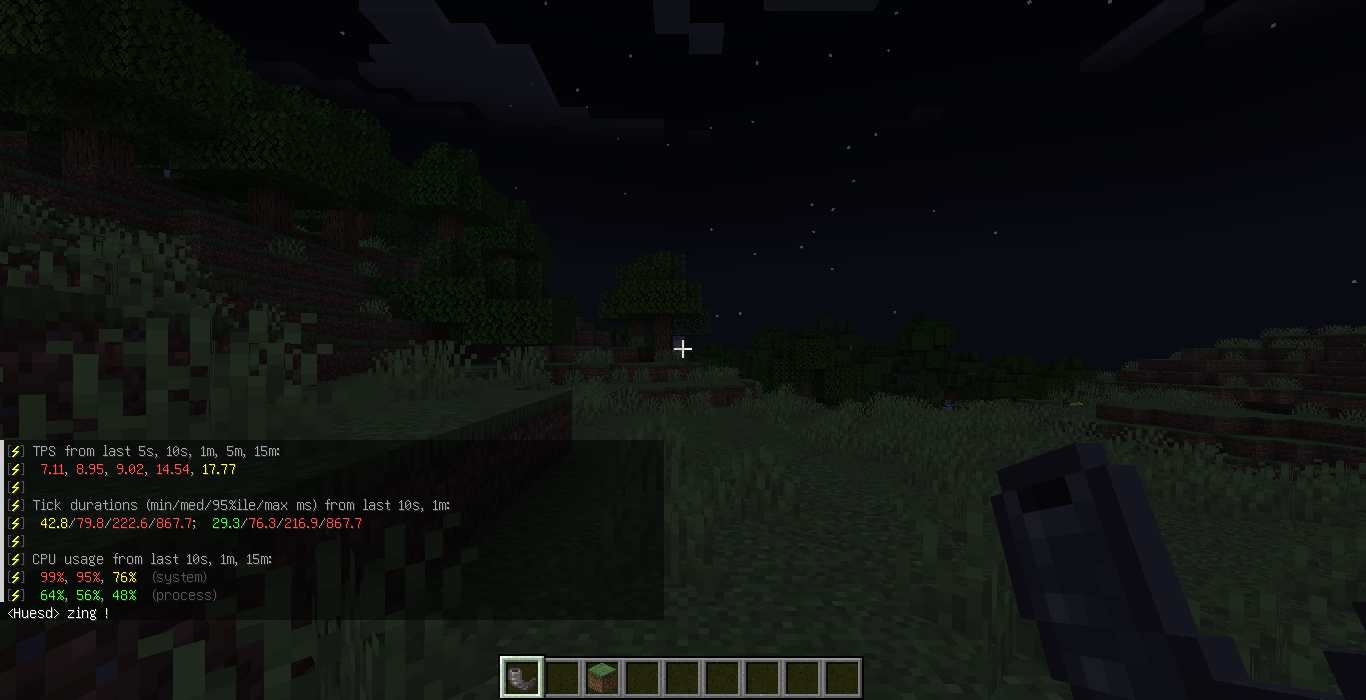 [⚡] TPS from last 5s, 10s, 1m, 5m, 15m:
[⚡] 7.11, 8.95, 9.02, 14.54, 17.77
[⚡]
[⚡] Tick durations (min/med/95%ile/max ms) from last 10s, 1m:
[⚡] 42.8/79.8/222.6/867.7; 29.3/76.3/216.9/867.7
[⚡]
[⚡] CPU usage from last 10s, 1m, 15m:
[⚡] 99%, 95%, 76% (system)
[⚡] 64%, 56%, 48% (process)
<Huesd> zing !